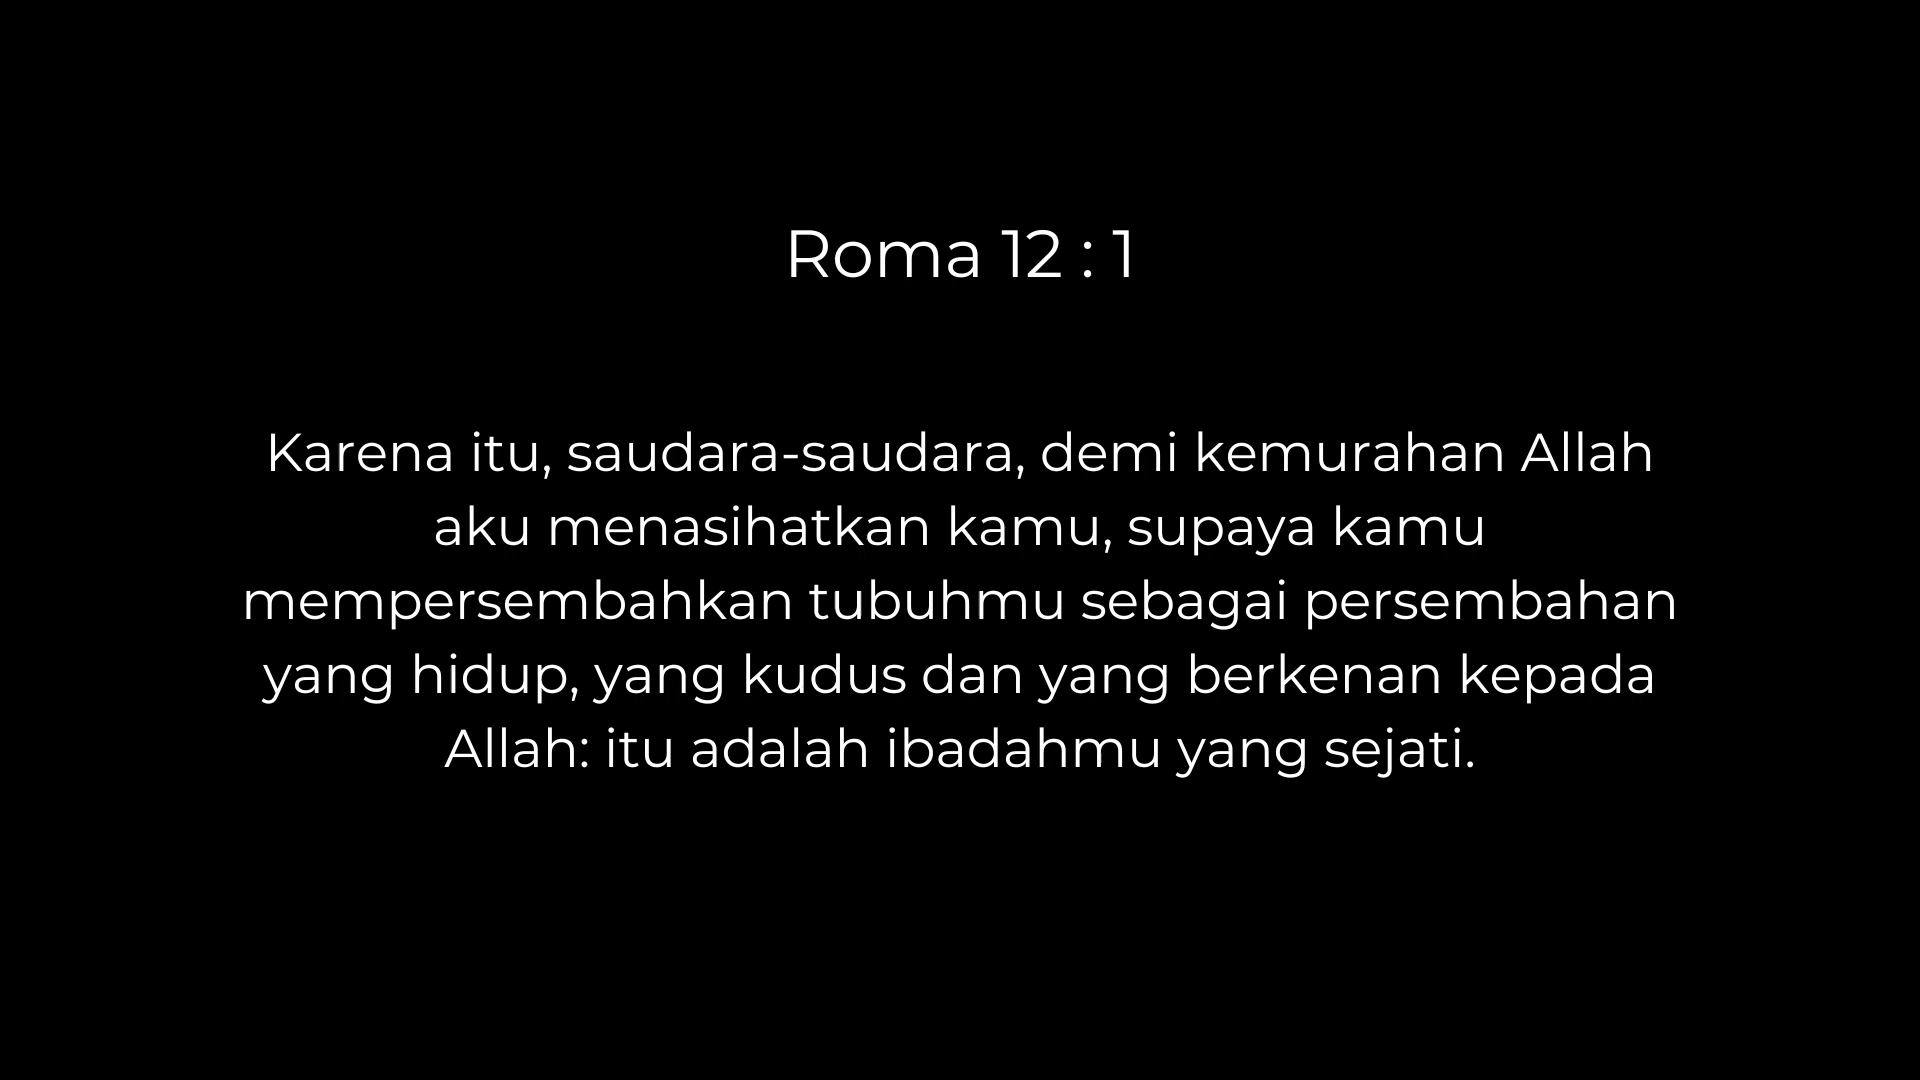 Roma 12 : 1
Karena itu, saudara-saudara, demi kemurahan Allah
aku menasihatkan kamu, supaya kamu
mempersembahkan tubuhmu sebagai persembahan
yang hidup, yang kudus dan yang berkenan kepada
Allah: itu adalah ibadahmu yang sejati.